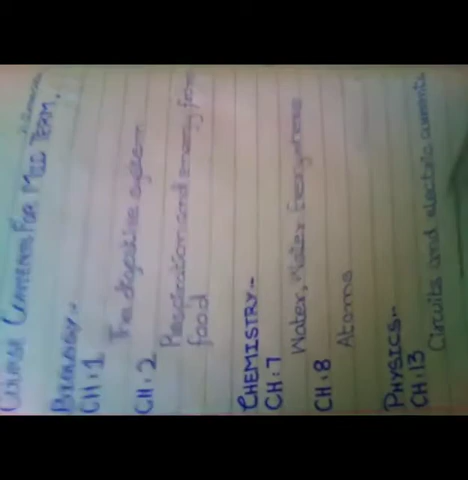 COURSE CONTENTS FOR MID TERM.
BIOLOGY:-
CH:1
The digestive system
CH:2
Respiration and energy from
food
CHEMISTRY:-
CH:7
Water, Water Everywhere
CH:8
Atoms
PHYSICS:-
CH:13
Circuits and electric currents